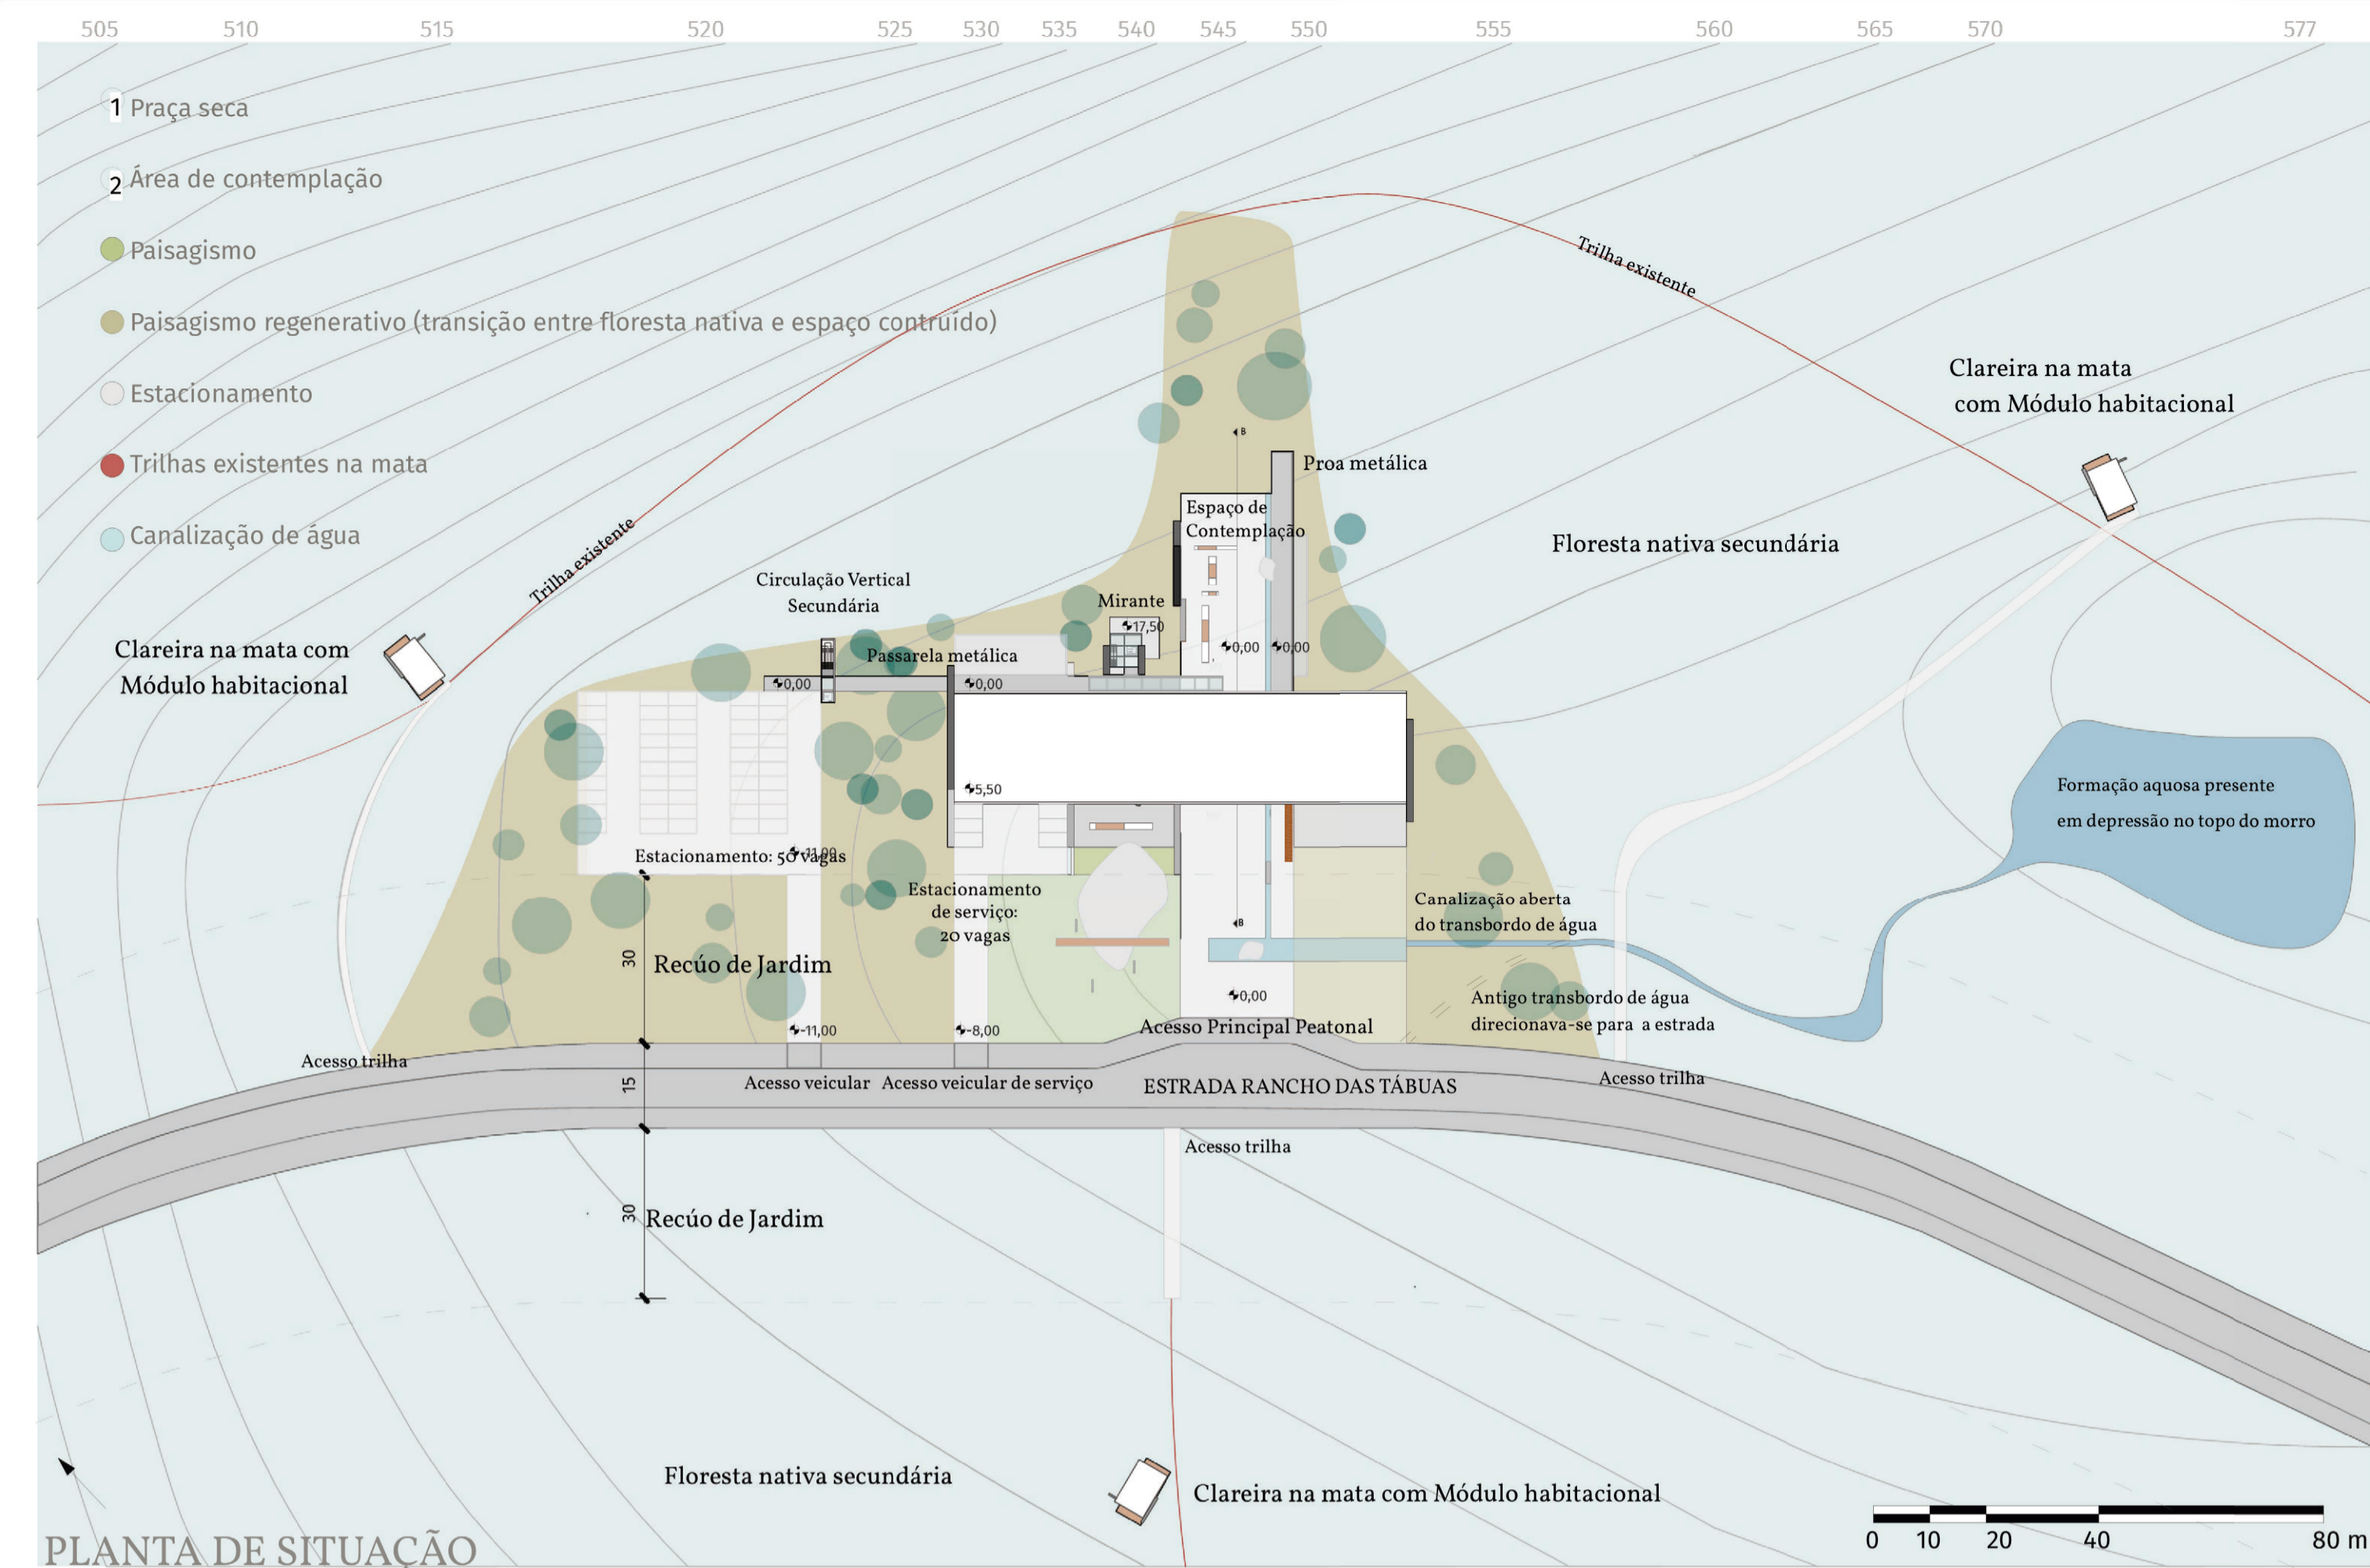 505 510 515 520 525 530 535 540 545 550 555 560 565 570 577
1 Praça seca
2 Área de contemplação
Paisagismo
Paisagismo regenerativo (transição entre floresta nativa e espaço contruído)
Estacionamento
Trilhas existentes na mata
Canalização de água
Trilha existente
Clareira na mata
com Módulo habitacional
B
Proa metálica
Espaço de
Contemplação
Floresta nativa secundária
Trilha existente
Circulação Vertical
Secundária
Mirante
17,50
Clareira na mata com
Módulo habitacional
Passarela metálica
0,00 0,00
0,00 0,00
5,50
Formação aquosa presente
em depressão no topo do morro
Estacionamento: 50 vagas
-11,00
Estacionamento
de serviço:
20 vagas
Canalização aberta
do transbordo de água
B
30
Recúo de Jardim
0,00
Antigo transbordo de água
direcionava-se para a estrada
-11,00
-8,00
Acesso Principal Peatonal
Acesso trilha
15
Acesso veicular
Acesso veicular de serviço
ESTRADA RANCHO DAS TÁBUAS
Acesso trilha
Acesso trilha
30
Recúo de Jardim
Floresta nativa secundária
Clareira na mata com Módulo habitacional
PLANTA DE SITUAÇÃO
0 10 20 40 80 m